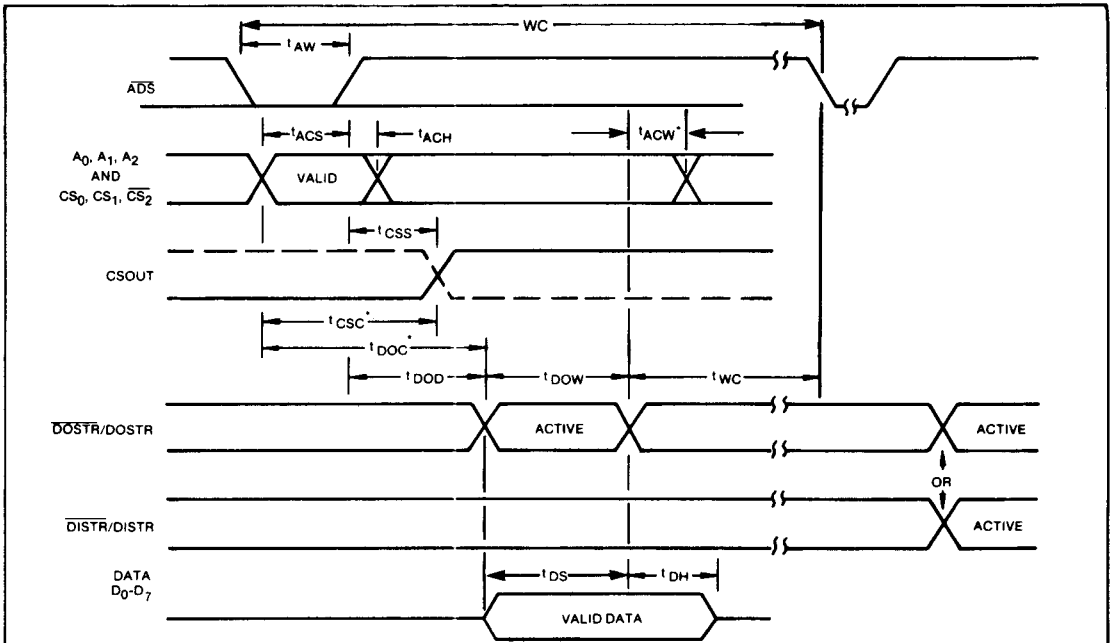 WC
tAW
ADS
tACS
tACH
tACW*
A0, A1, A2
AND
CS0, CS1, CS2
VALID
tCSS
CSOUT
tCSC*
tDOC*
tDOD
tDOW
tWC
DOSTR/DOSTR
ACTIVE
ACTIVE
OR
DISTR/DISTR
ACTIVE
DATA
D0-D7
tDS
tDH
VALID DATA